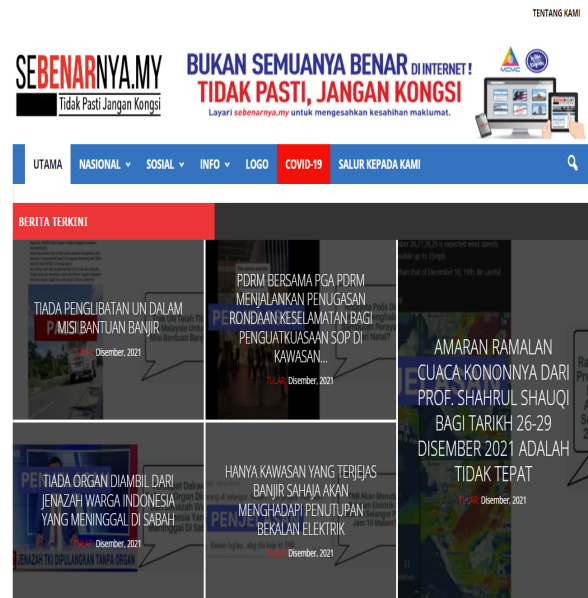 TENTANG KAMI
SEBENARNYA.MY
Tidak Pasti Jangan Kongsi
BUKAN SEMUANYA BENAR DI INTERNET !
TIDAK PASTI, JANGAN KONGSI
Layari sebenarnya.my untuk mengesahkan kesahihan maklumat.
MCMC
UTAMA
NASIONAL
SOSIAL
INFO
LOGO
COVID-19
SALUR KEPADA KAMI
BERITA TERKINI
TIADA PENGLIBATAN UN DALAM
MISI BANTUAN BANJIR
TULAR, Disember, 2021
PDRM BERSAMA PGA PDRM
MENJALANKAN PENUGASAN
RONDAAN KESELAMATAN BAGI
PENGUATKUASAAN SOP DI
KAWASAN...
TULAR, Disember, 2021
AMARAN RAMALAN
CUACA KONONNYA DARI
PROF. SHAHRUL SHAUQI
BAGI TARIKH 26-29
DISEMBER 2021 ADALAH
TIDAK TEPAT
TULAR, Disember, 2021
TIADA ORGAN DIAMBIL DARI
JENAZAH WARGA INDONESIA
YANG MENINGGAL DI SABAH
TULAR, Disember, 2021
JENAZAH TKI DIPULANGKAN TANPA ORGAN
HANYA KAWASAN YANG TERJEJAS
BANJIR SAHAJA AKAN
MENGHADAPI PENUTUPAN
BEKALAN ELEKTRIK
TULAR, Disember, 2021